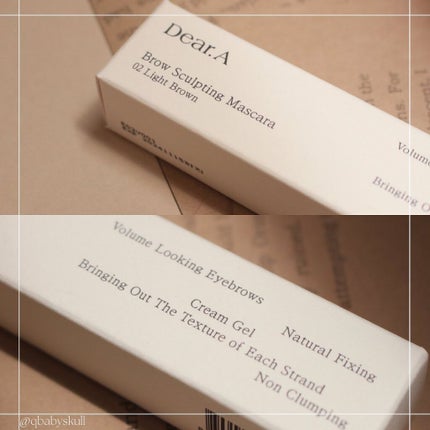 Dear.A
Brow Sculpting Mascara
02 Light Brown
Volume
Bringing O
Volume Looking Eyebrows
Cream Gel
Natural Fixing
Bringing Out The Texture of Each Strand
Non Clumping
@qbabyskull